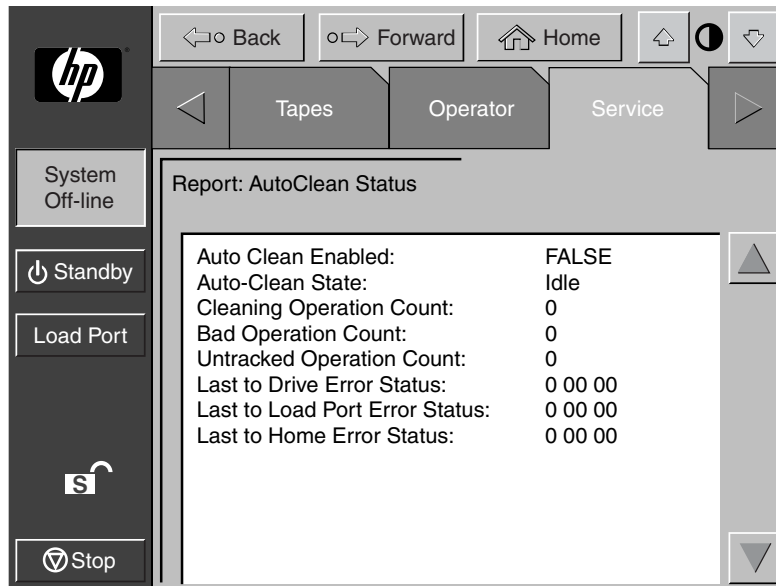 hp
Back
Forward
Home
Tapes
Operator
Service
System
Off-line
Standby
Load Port
S
Stop
Report: AutoClean Status
Auto Clean Enabled: FALSE
Auto-Clean State: Idle
Cleaning Operation Count: 0
Bad Operation Count: 0
Untracked Operation Count: 0
Last to Drive Error Status: 0 00 00
Last to Load Port Error Status: 0 00 00
Last to Home Error Status: 0 00 00